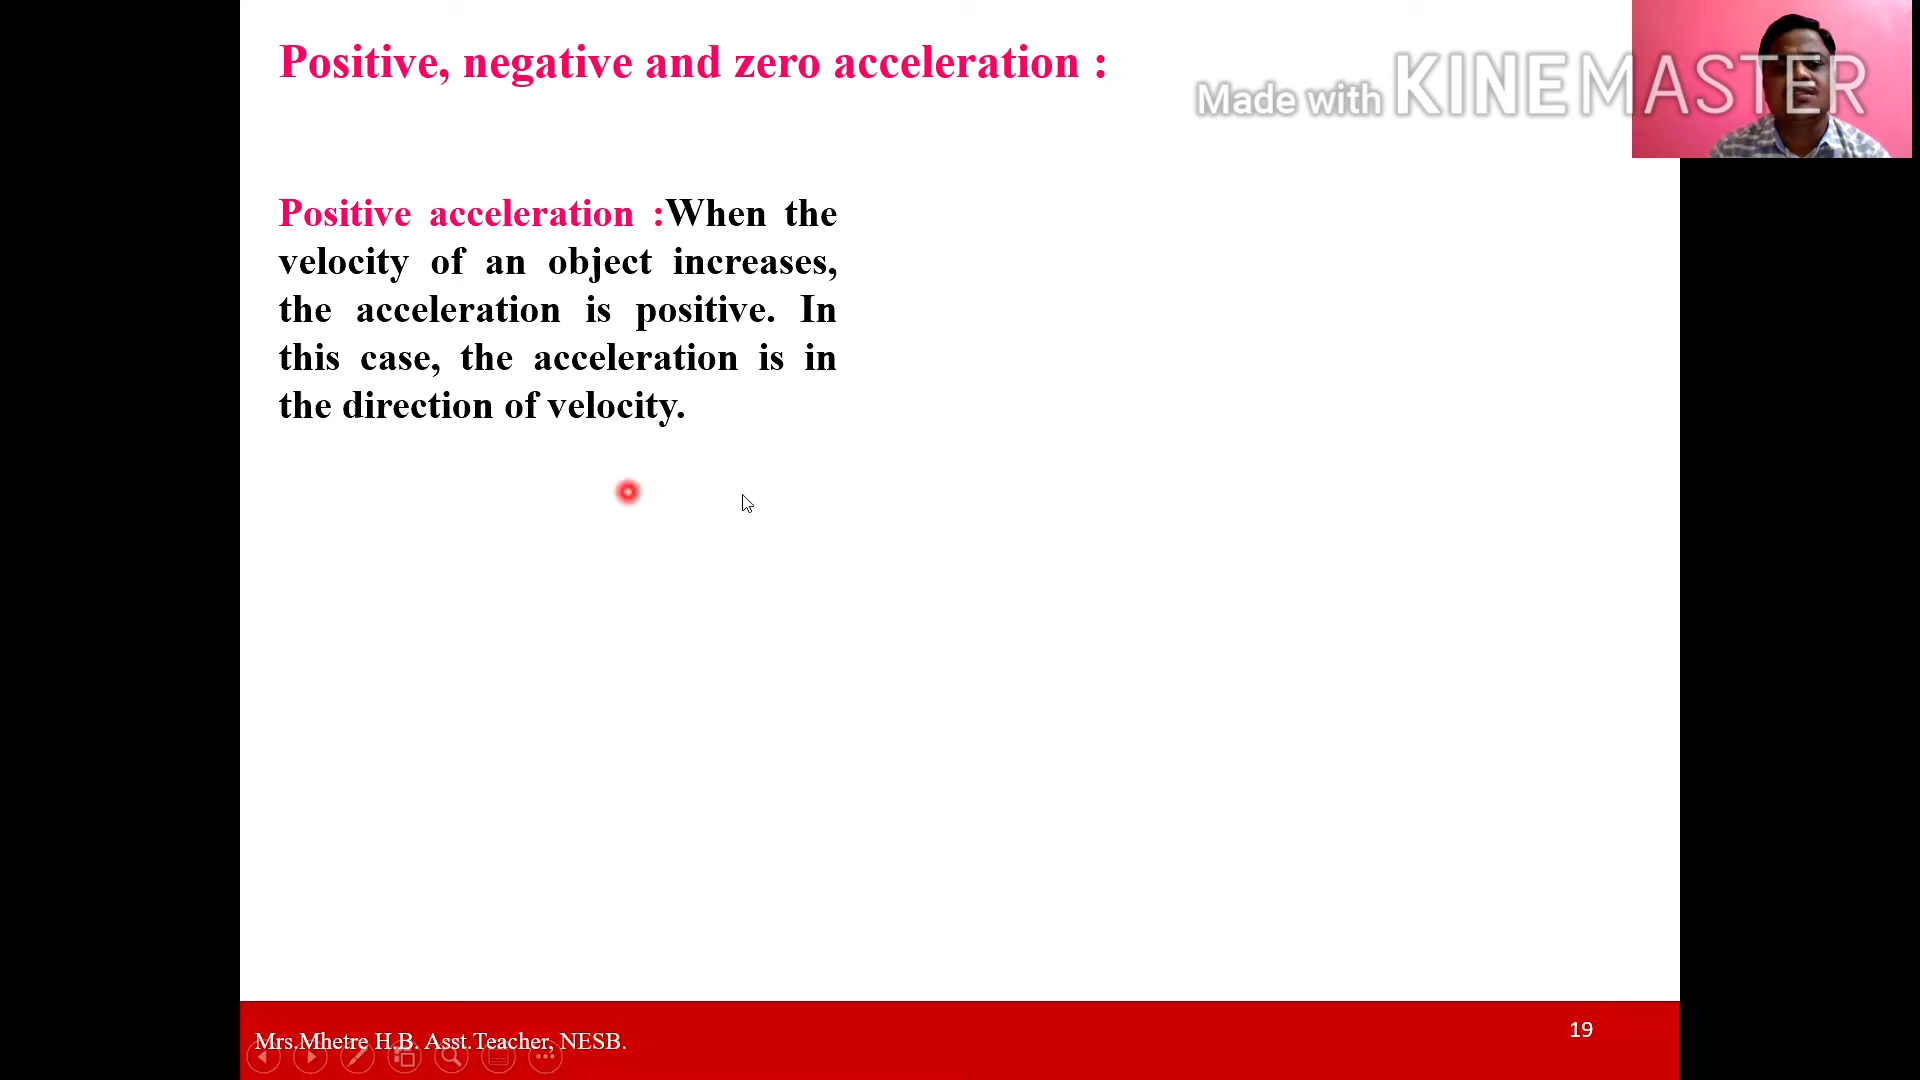 Positive, negative and zero acceleration :
Made with KINEMASTER
Positive acceleration :When the
velocity of an object increases,
the acceleration is positive. In
this case, the acceleration is in
the direction of velocity.
Mrs.Mhetre H.B. Asst.Teacher, NESB.
19